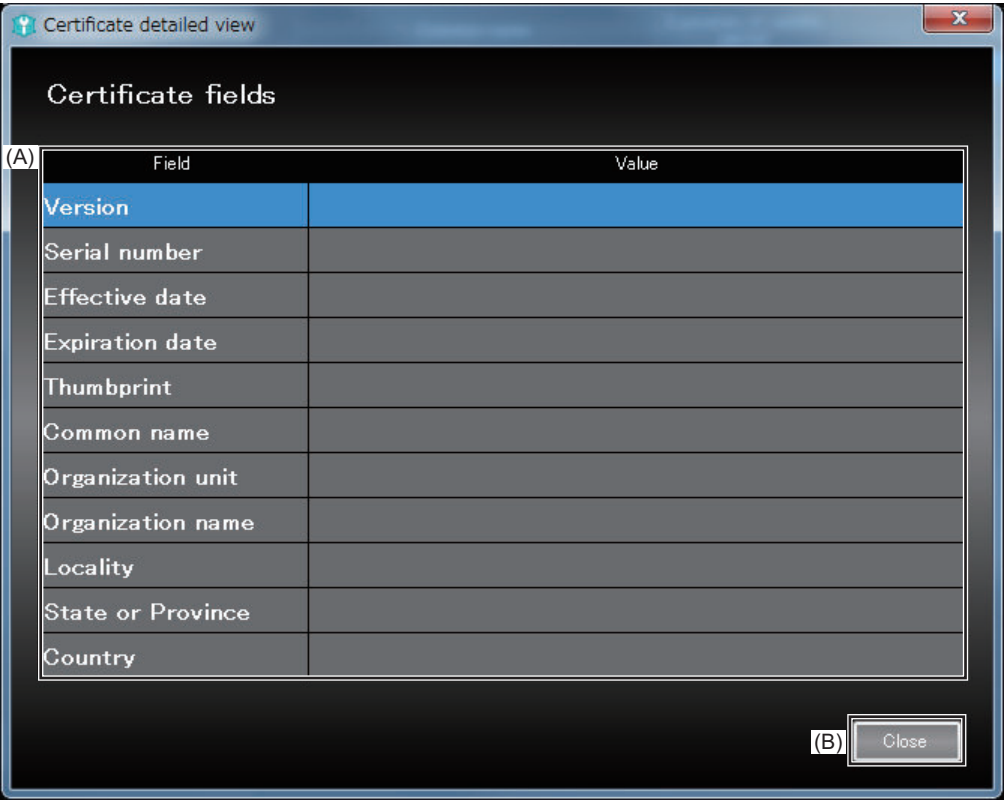 Certificate detailed view
Certificate fields
(A)
Field Value
Version
Serial number
Effective date
Expiration date
Thumbprint
Common name
Organization unit
Organization name
Locality
State or Province
Country
(B) Close